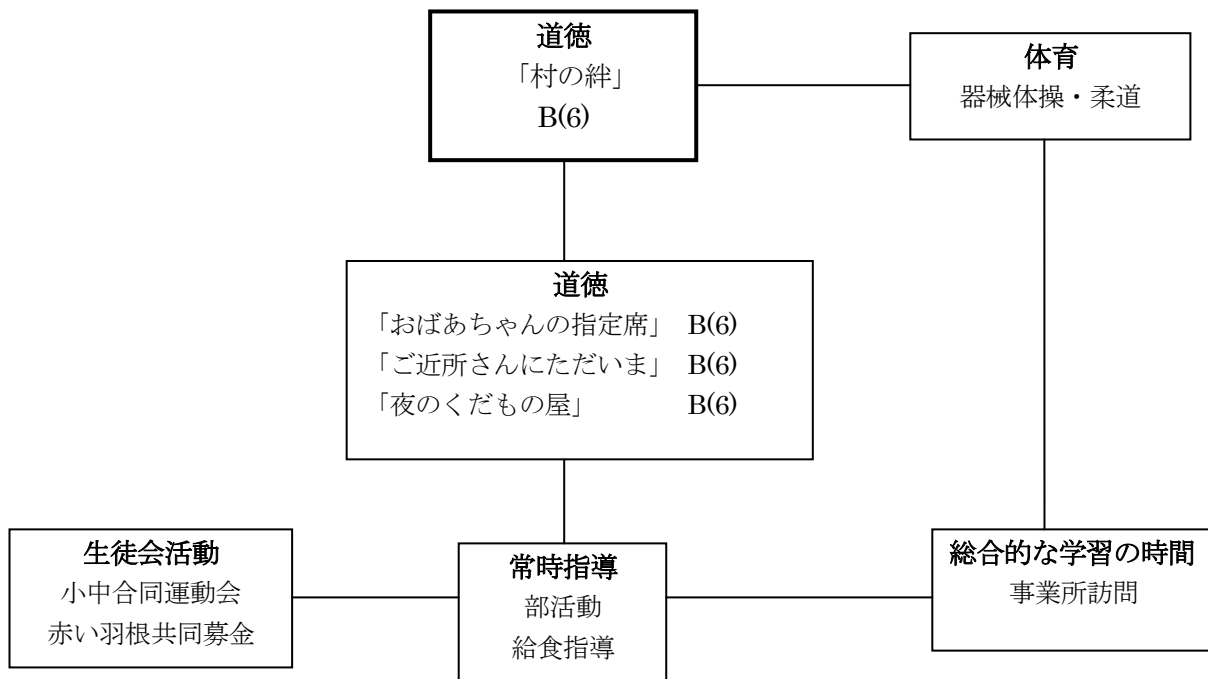 道徳
「村の絆」
B(6)
体育
器械体操・柔道
道徳
「おばあちゃんの指定席」 B(6)
「ご近所さんにただいま」 B(6)
「夜のくだもの屋」 B(6)
生徒会活動
小中合同運動会
赤い羽根共同募金
常時指導
部活動
給食指導
総合的な学習の時間
事業所訪問